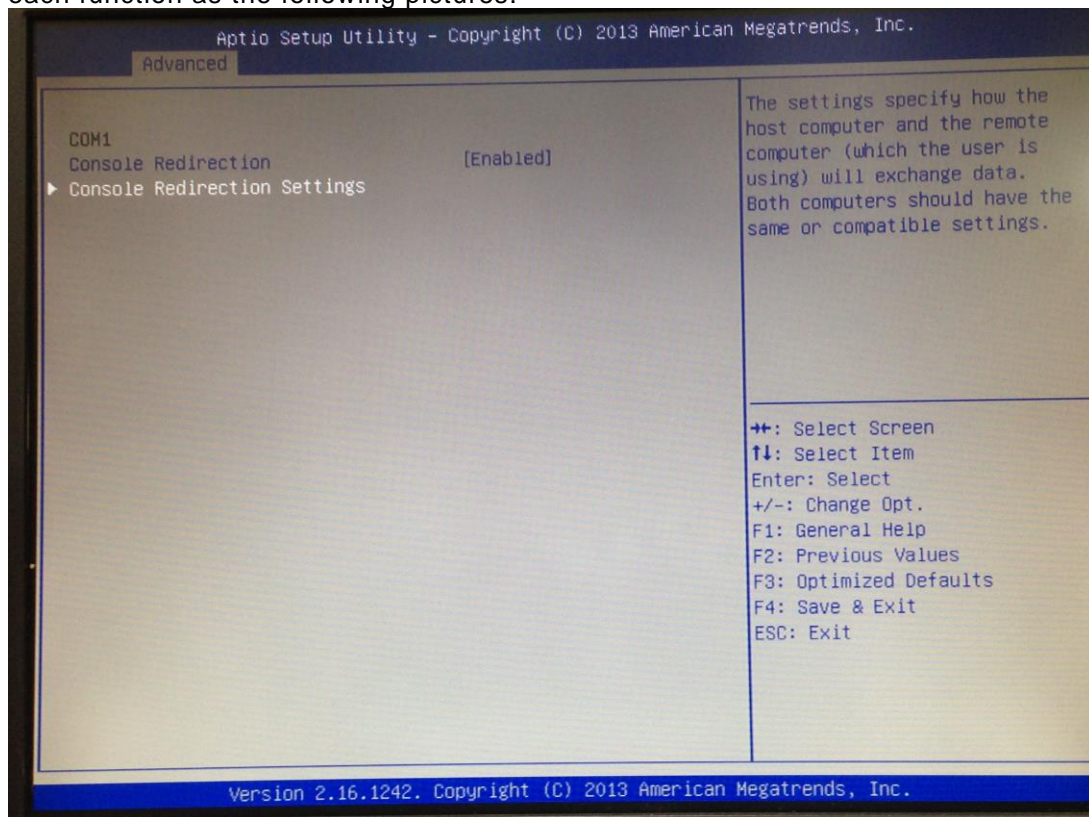 each function as the following pictures.
Aptio Setup Utility – Copyright (C) 2013 American Megatrends, Inc.
Advanced
COM1
Console Redirection [Enabled]
▶ Console Redirection Settings
The settings specify how the
host computer and the remote
computer (which the user is
using) will exchange data.
Both computers should have the
same or compatible settings.
→←: Select Screen
↑↓: Select Item
Enter: Select
+/-: Change Opt.
F1: General Help
F2: Previous Values
F3: Optimized Defaults
F4: Save & Exit
ESC: Exit
Version 2.16.1242. Copyright (C) 2013 American Megatrends, Inc.